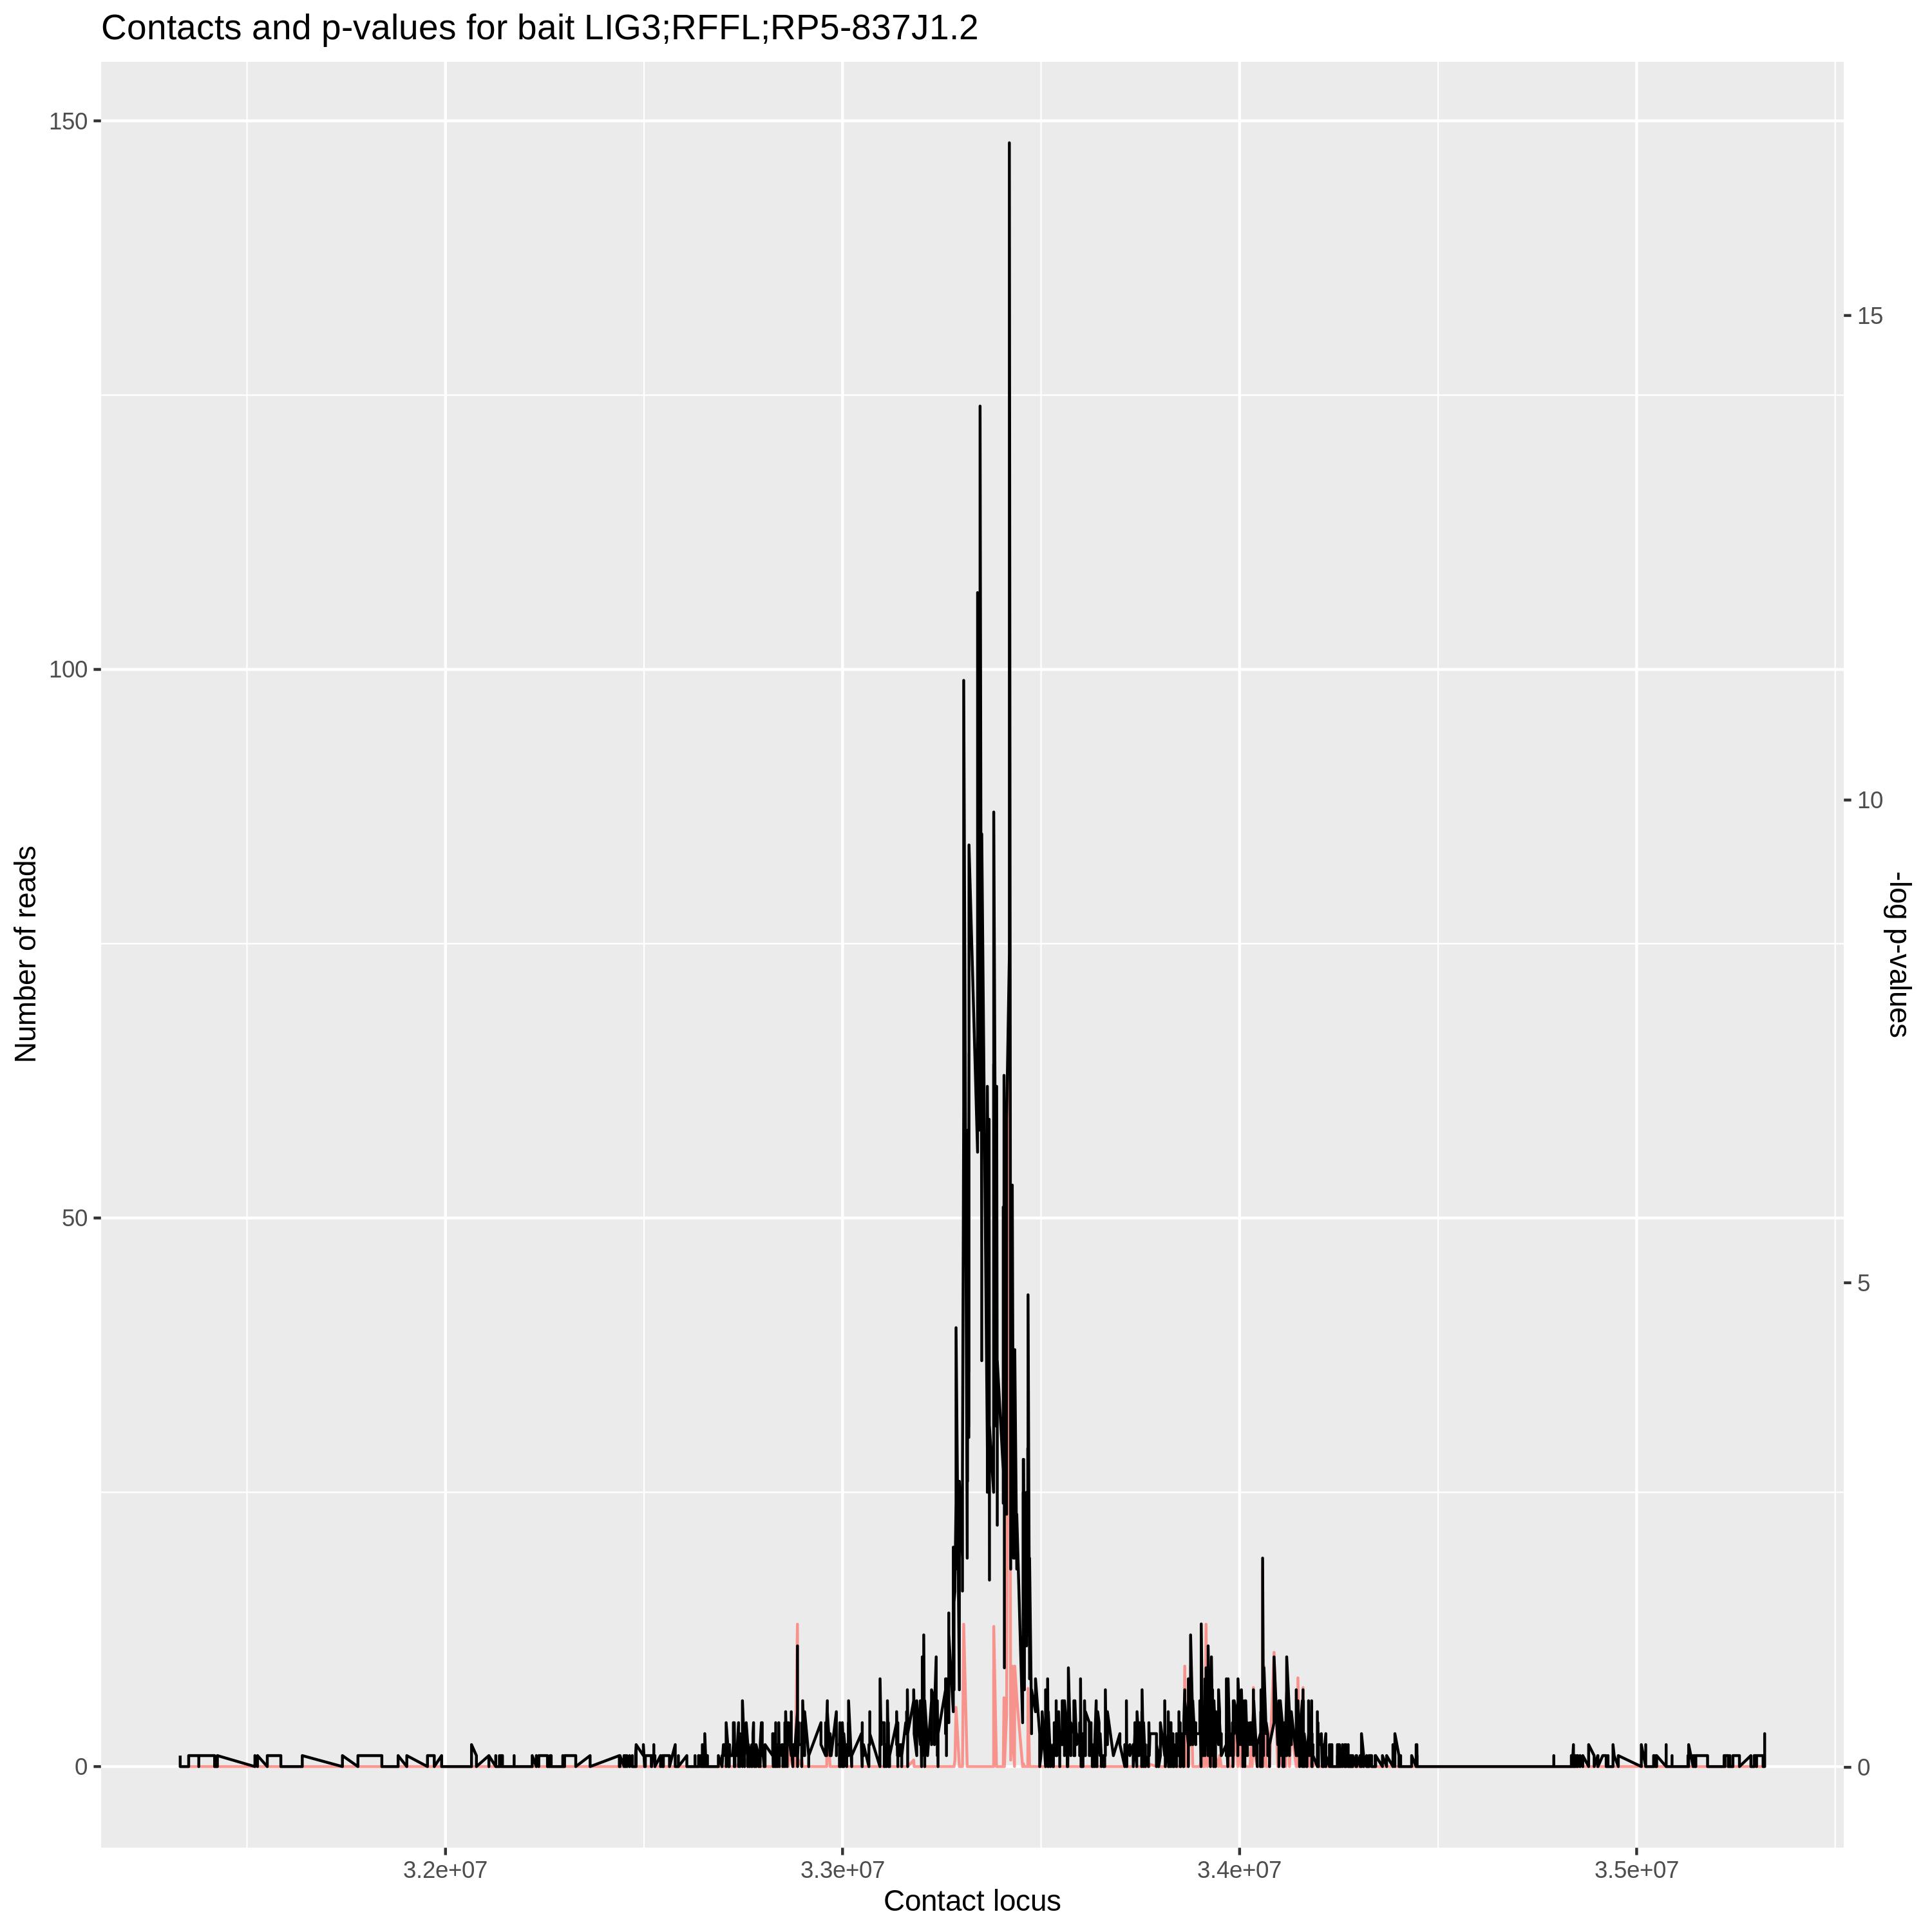 Contacts and p-values for bait LIG3;RFFL;RP5-837J1.2
150
100
50
0
Number of reads
15
10
5
0
-log p-values
3.2e+07
3.3e+07
3.4e+07
3.5e+07
Contact locus